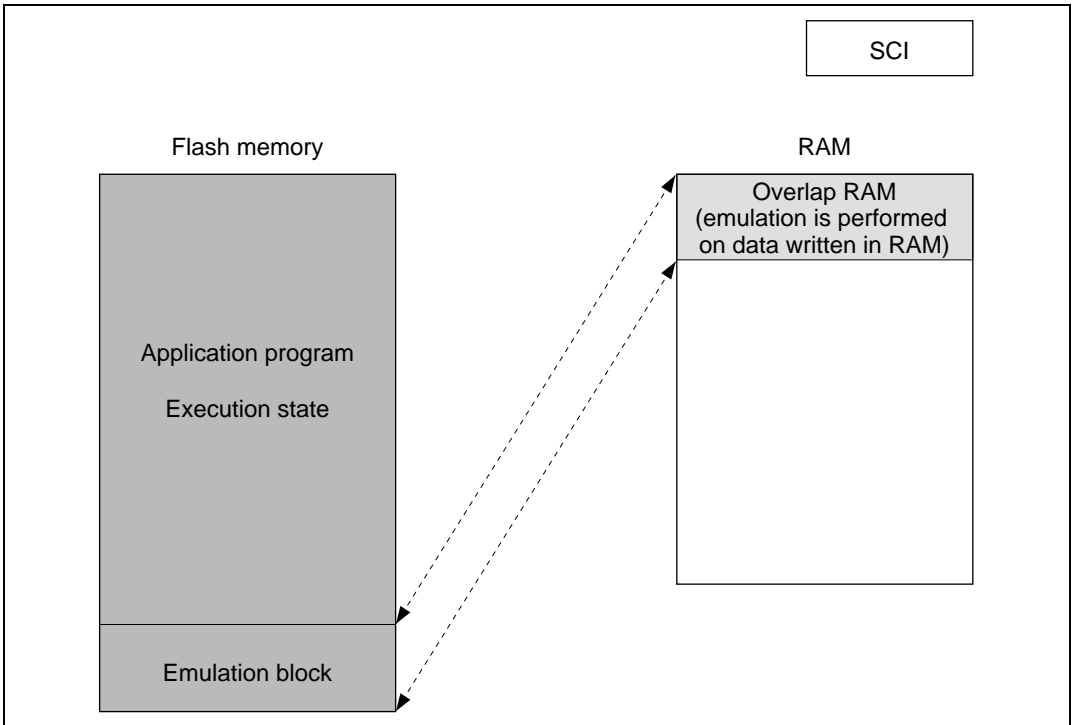 SCI
Flash memory
RAM
Overlap RAM
(emulation is performed
on data written in RAM)
Application program
Execution state
Emulation block